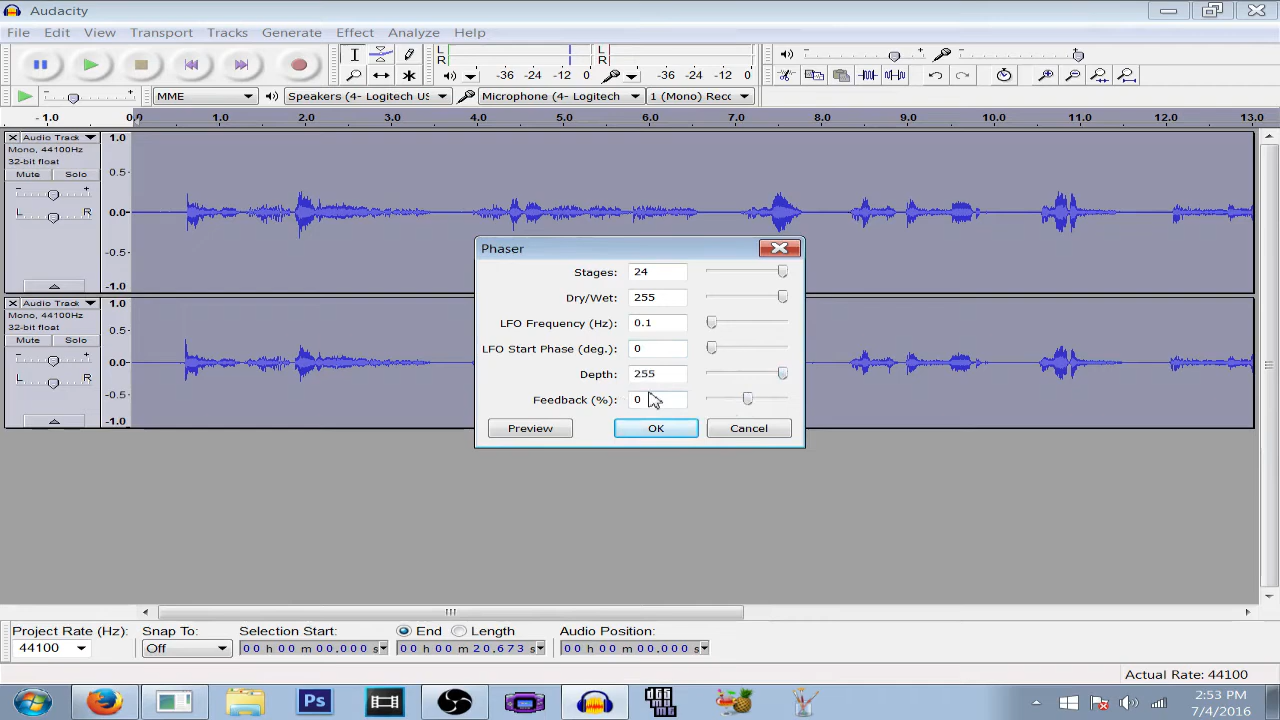 Audacity
File Edit View Transport Tracks Generate Effect Analyze Help
L
R
-36 -24 -12 0
L
R
-36 -24 -12 0
MME
Speakers (4- Logitech US
Microphone (4- Logitech
1 (Mono) Reco
-1.0 0.0 1.0 2.0 3.0 4.0 5.0 6.0 7.0 8.0 9.0 10.0 11.0 12.0 13.0
Audio Track
Mono, 44100Hz
32-bit float
Mute Solo
- +
L R
1.0
0.5
0.0
-0.5
-1.0
Audio Track
Mono, 44100Hz
32-bit float
Mute Solo
- +
L R
1.0
0.5
0.0
-0.5
-1.0
Phaser
Stages: 24
Dry/Wet: 255
LFO Frequency (Hz): 0.1
LFO Start Phase (deg.): 0
Depth: 255
Feedback (%): 0
Preview OK Cancel
Project Rate (Hz):
44100
Snap To:
Off
Selection Start:
00 h 00 m 00.000 s
End Length
00 h 00 m 20.673 s
Audio Position:
00 h 00 m 00.000 s
Actual Rate: 44100
Ps
2:53 PM
7/4/2016